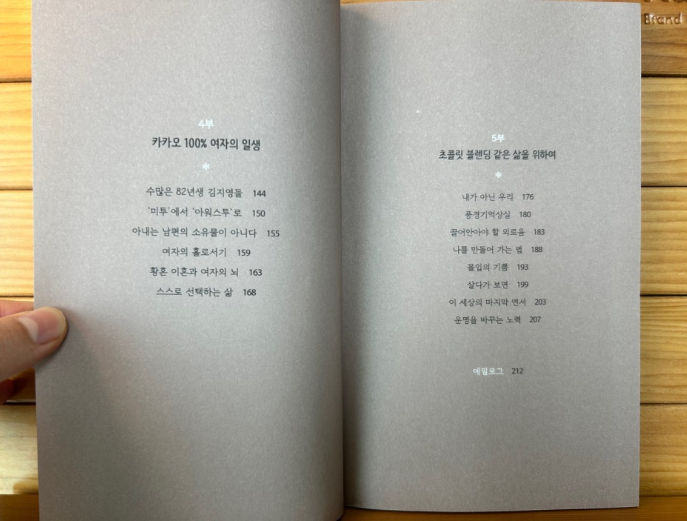 4부
카카오 100% 여자의 일생
*
수많은 82년생 김지영들 144
'미투'에서 '아워스투'로 150
아내는 남편의 소유물이 아니다 155
여자의 홀로서기 159
황혼 이혼과 여자의 뇌 163
스스로 선택하는 삶 168
5부
초콜릿 블렌딩 같은 삶을 위하여
*
내가 아닌 우리 176
풍경기억상실 180
끌어안아야 할 외로움 183
나를 만들어 가는 법 188
몰입의 기쁨 193
살다가 보면 199
이 세상의 마지막 연서 203
운명을 바꾸는 노력 207
에필로그 212
Brand